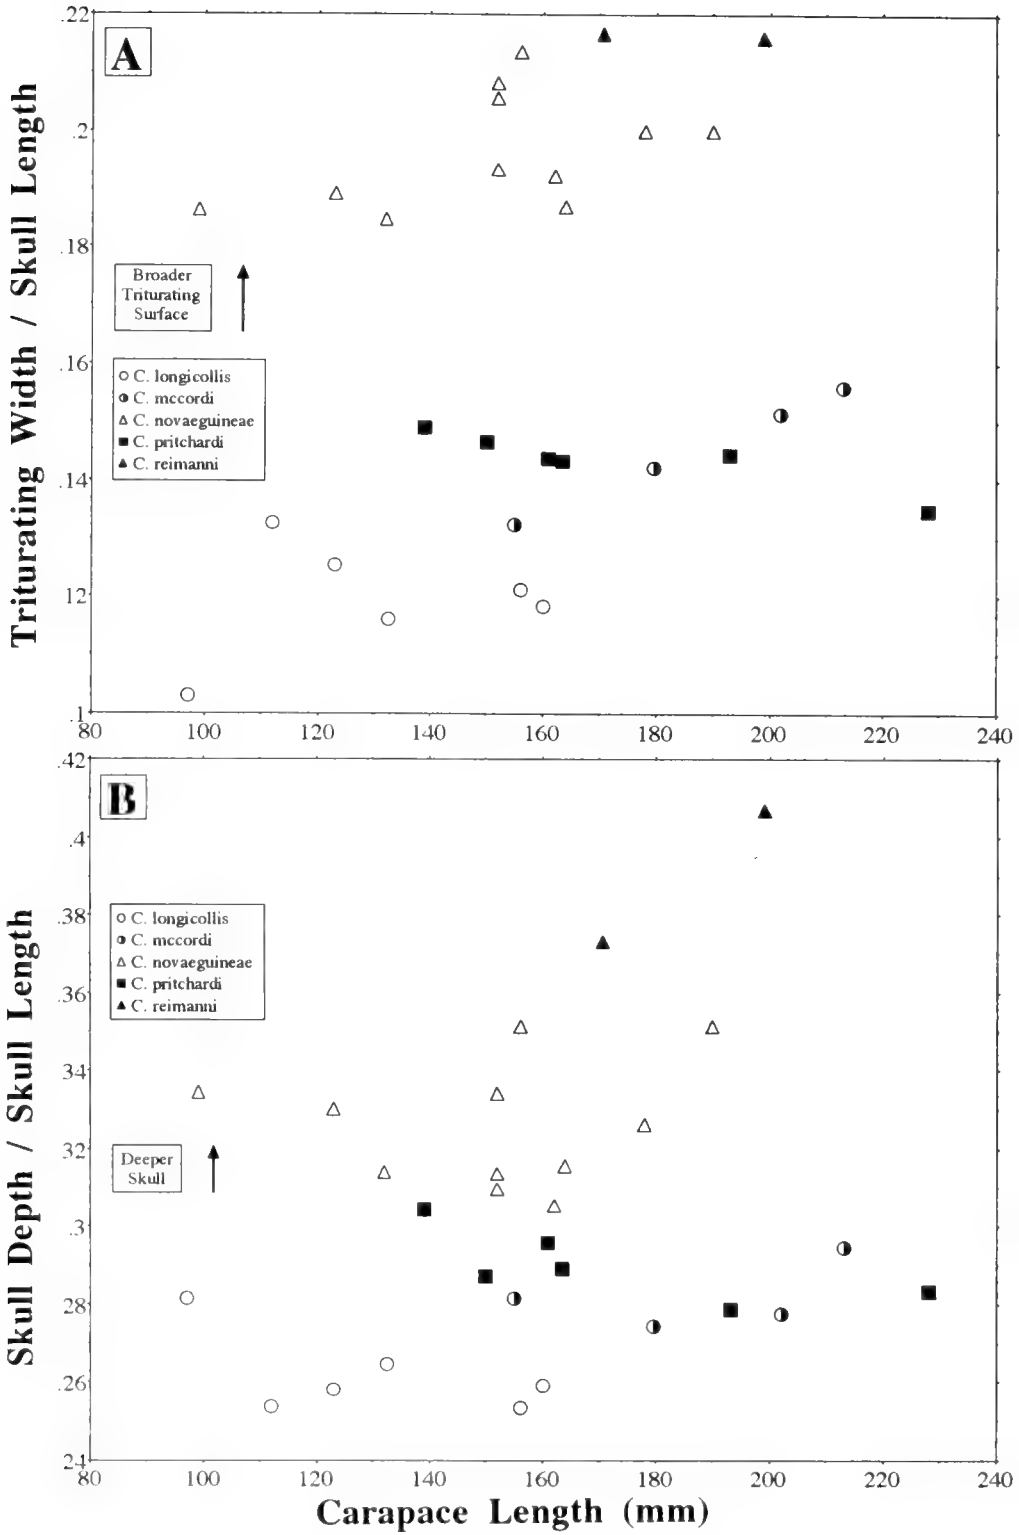 A
Triturating Width / Skull Length
.22
.2
.18
.16
.14
12
.1
Broader
Triturating
Surface
C. longicollis
C. mccordi
C. novaeguineae
C. pritchardi
C. reimanni
80 100 120 140 160 180 200 220 240
B
Skull Depth / Skull Length
.42
.4
.38
.36
.34
.32
.3
.28
.26
24
C. longicollis
C. mccordi
C. novaeguineae
C. pritchardi
C. reimanni
Deeper
Skull
80 100 120 140 160 180 200 220 240
Carapace Length (mm)